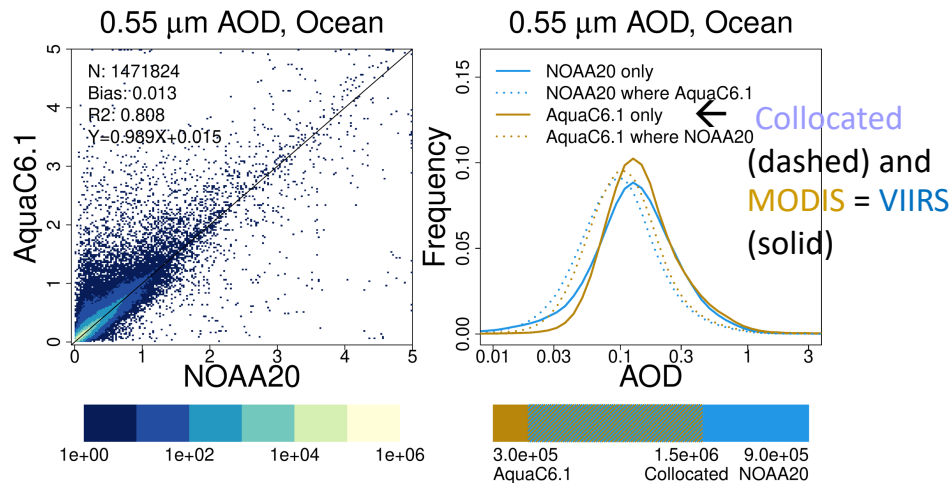 0.55 μm AOD, Ocean
5
4
3
2
1
0
AquaC6.1
N: 1471824
Bias: 0.013
R2: 0.808
Y=0.989X+0.015
0 1 2 3 4 5
NOAA20
1e+00 1e+02 1e+04 1e+06
0.55 μm AOD, Ocean
0.15
0.10
0.05
0.00
Frequency
NOAA20 only
NOAA20 where AquaC6.1
AquaC6.1 only
AquaC6.1 where NOAA20
← Collocated
(dashed) and
MODIS = VIIRS
(solid)
0.01 0.03 0.1 0.3 1 3
AOD
3.0e+05 1.5e+06 9.0e+05
AquaC6.1 Collocated NOAA20